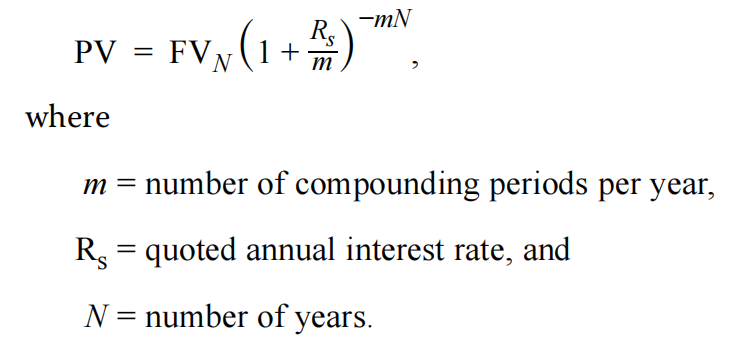 PV = FV_N(1 + R_s/m)^−mN,
where
m = number of compounding periods per year,
R_s = quoted annual interest rate, and
N = number of years.